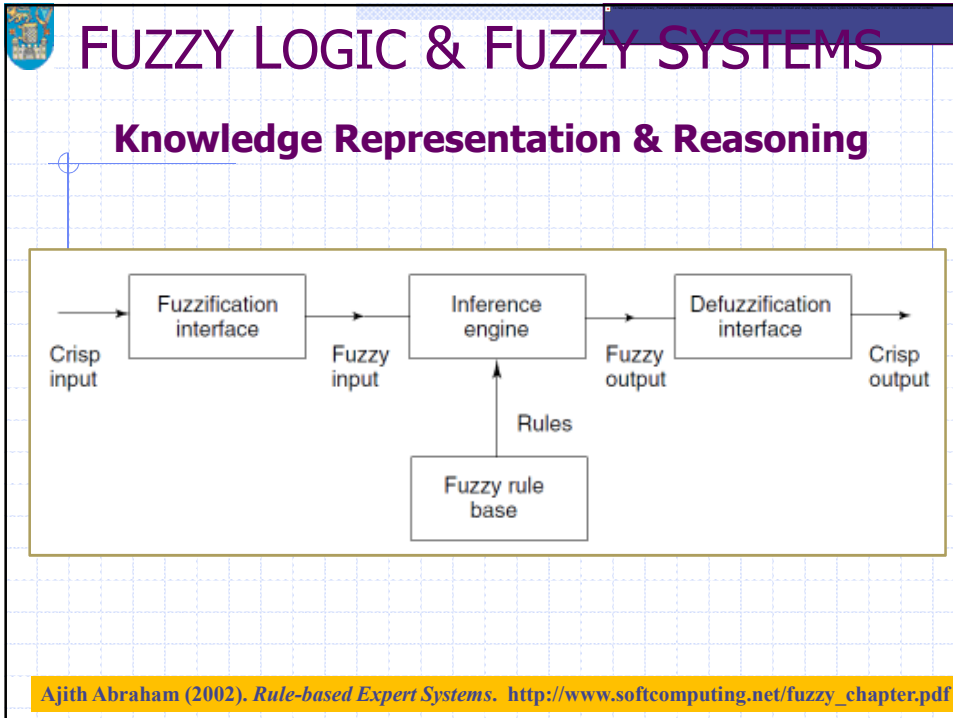 FUZZY LOGIC & FUZZY SYSTEMS
Knowledge Representation & Reasoning
Fuzzification
interface
Inference
engine
Defuzzification
interface
Crisp
input
Fuzzy
input
Fuzzy
output
Crisp
output
Rules
Fuzzy rule
base
Ajith Abraham (2002). Rule-based Expert Systems. http://www.softcomputing.net/fuzzy_chapter.pdf